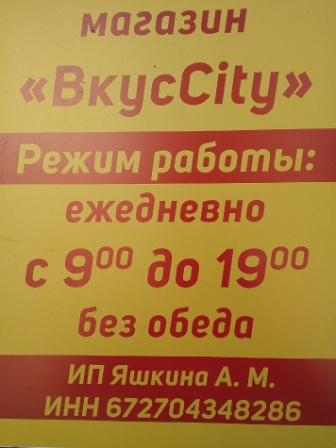 магазин
«ВкусCity»
Режим работы:
ежедневно
с 9⁰⁰ до 19⁰⁰
без обеда
ИП Яшкина А. М.
ИНН 672704348286